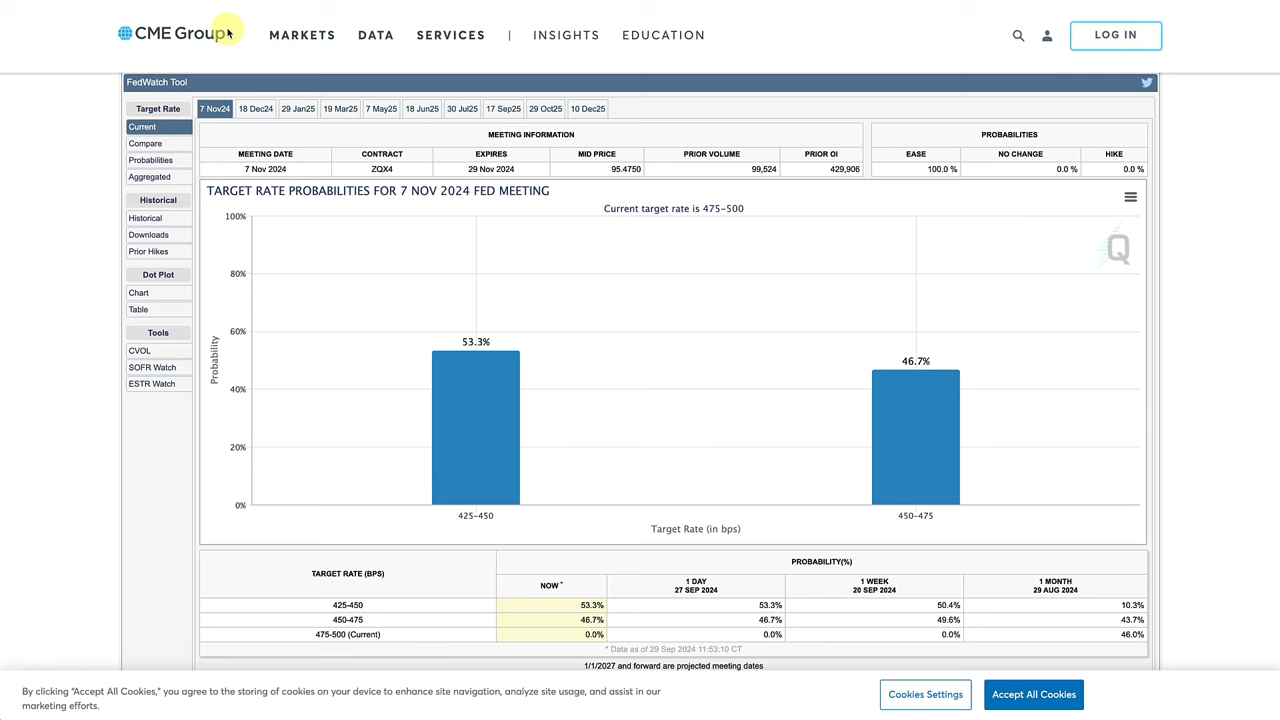 CME Group
MARKETS DATA SERVICES | INSIGHTS EDUCATION
LOG IN
FedWatch Tool
Target Rate
Current
Compare
Probabilities
Aggregated
Historical
Historical
Downloads
Prior Hikes
Dot Plot
Chart
Table
Tools
CVOL
SOFR Watch
ESTR Watch
7 Nov24 18 Dec24 29 Jan25 19 Mar25 7 May25 18 Jun25 30 Jul25 17 Sep25 29 Oct25 10 Dec25
MEETING INFORMATION
MEETING DATE CONTRACT EXPIRES MID PRICE PRIOR VOLUME PRIOR OI
7 Nov 2024 ZQX4 29 Nov 2024 95.4750 99,524 429,906
PROBABILITIES
EASE NO CHANGE HIKE
100.0 % 0.0 % 0.0 %
TARGET RATE PROBABILITIES FOR 7 NOV 2024 FED MEETING
Current target rate is 475-500
Q
Probability
100%
80%
60%
40%
20%
0%
53.3%
46.7%
425-450 450-475
Target Rate (in bps)
TARGET RATE (BPS) PROBABILITY(%)
NOW * 1 DAY 27 SEP 2024 1 WEEK 20 SEP 2024 1 MONTH 29 AUG 2024
425-450 53.3% 53.3% 50.4% 10.3%
450-475 46.7% 46.7% 49.6% 43.7%
475-500 (Current) 0.0% 0.0% 0.0% 46.0%
* Data as of 29 Sep 2024 11:53:10 CT
1/1/2027 and forward are projected meeting dates
By clicking “Accept All Cookies,” you agree to the storing of cookies on your device to enhance site navigation, analyze site usage, and assist in our
marketing efforts.
Cookies Settings
Accept All Cookies